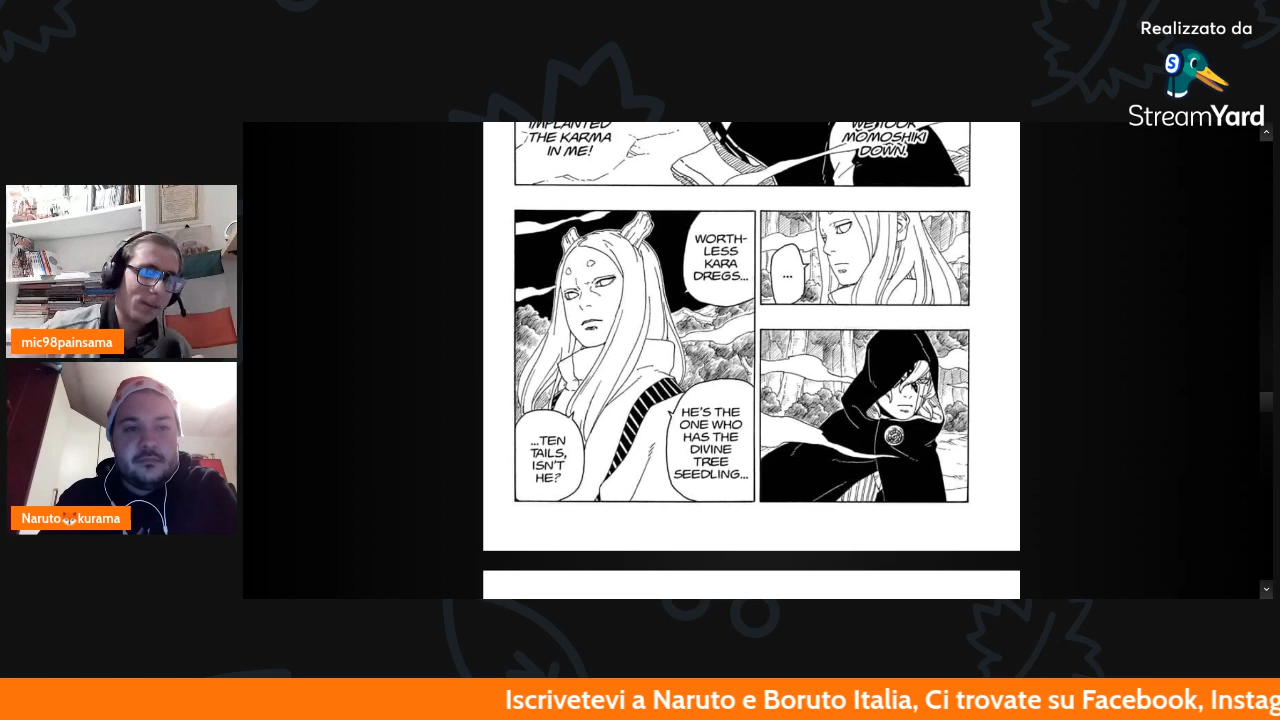 Realizzato da
StreamYard
IMPLANTED
THE KARMA
IN ME!
WE TOOK
MOMOSHIKI
DOWN.
WORTH-
LESS
KARA
DREGS...
...
HE'S THE
ONE WHO
HAS THE
DIVINE
TREE
SEEDLING...
...TEN
TAILS,
ISN'T
HE?
mic98painsama
Naruto🦊kurama
Iscrivetevi a Naruto e Boruto Italia, Ci trovate su Facebook, Instag